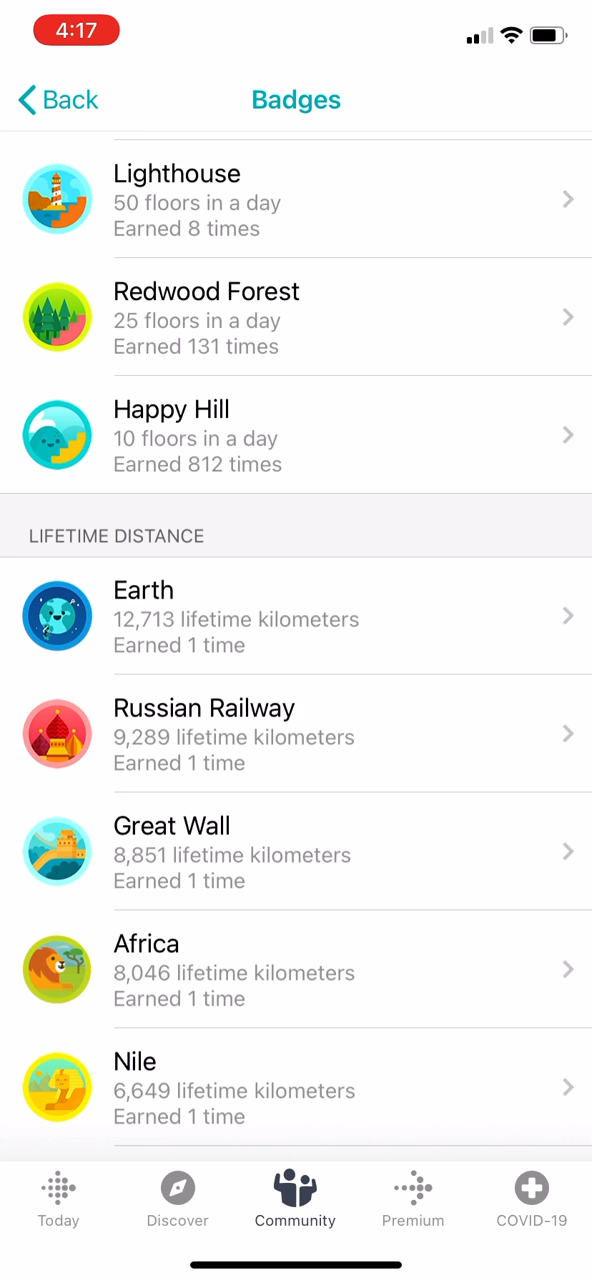 4:17
Back
Badges
Lighthouse
50 floors in a day
Earned 8 times
Redwood Forest
25 floors in a day
Earned 131 times
Happy Hill
10 floors in a day
Earned 812 times
LIFETIME DISTANCE
Earth
12,713 lifetime kilometers
Earned 1 time
Russian Railway
9,289 lifetime kilometers
Earned 1 time
Great Wall
8,851 lifetime kilometers
Earned 1 time
Africa
8,046 lifetime kilometers
Earned 1 time
Nile
6,649 lifetime kilometers
Earned 1 time
Today
Discover
Community
Premium
COVID-19